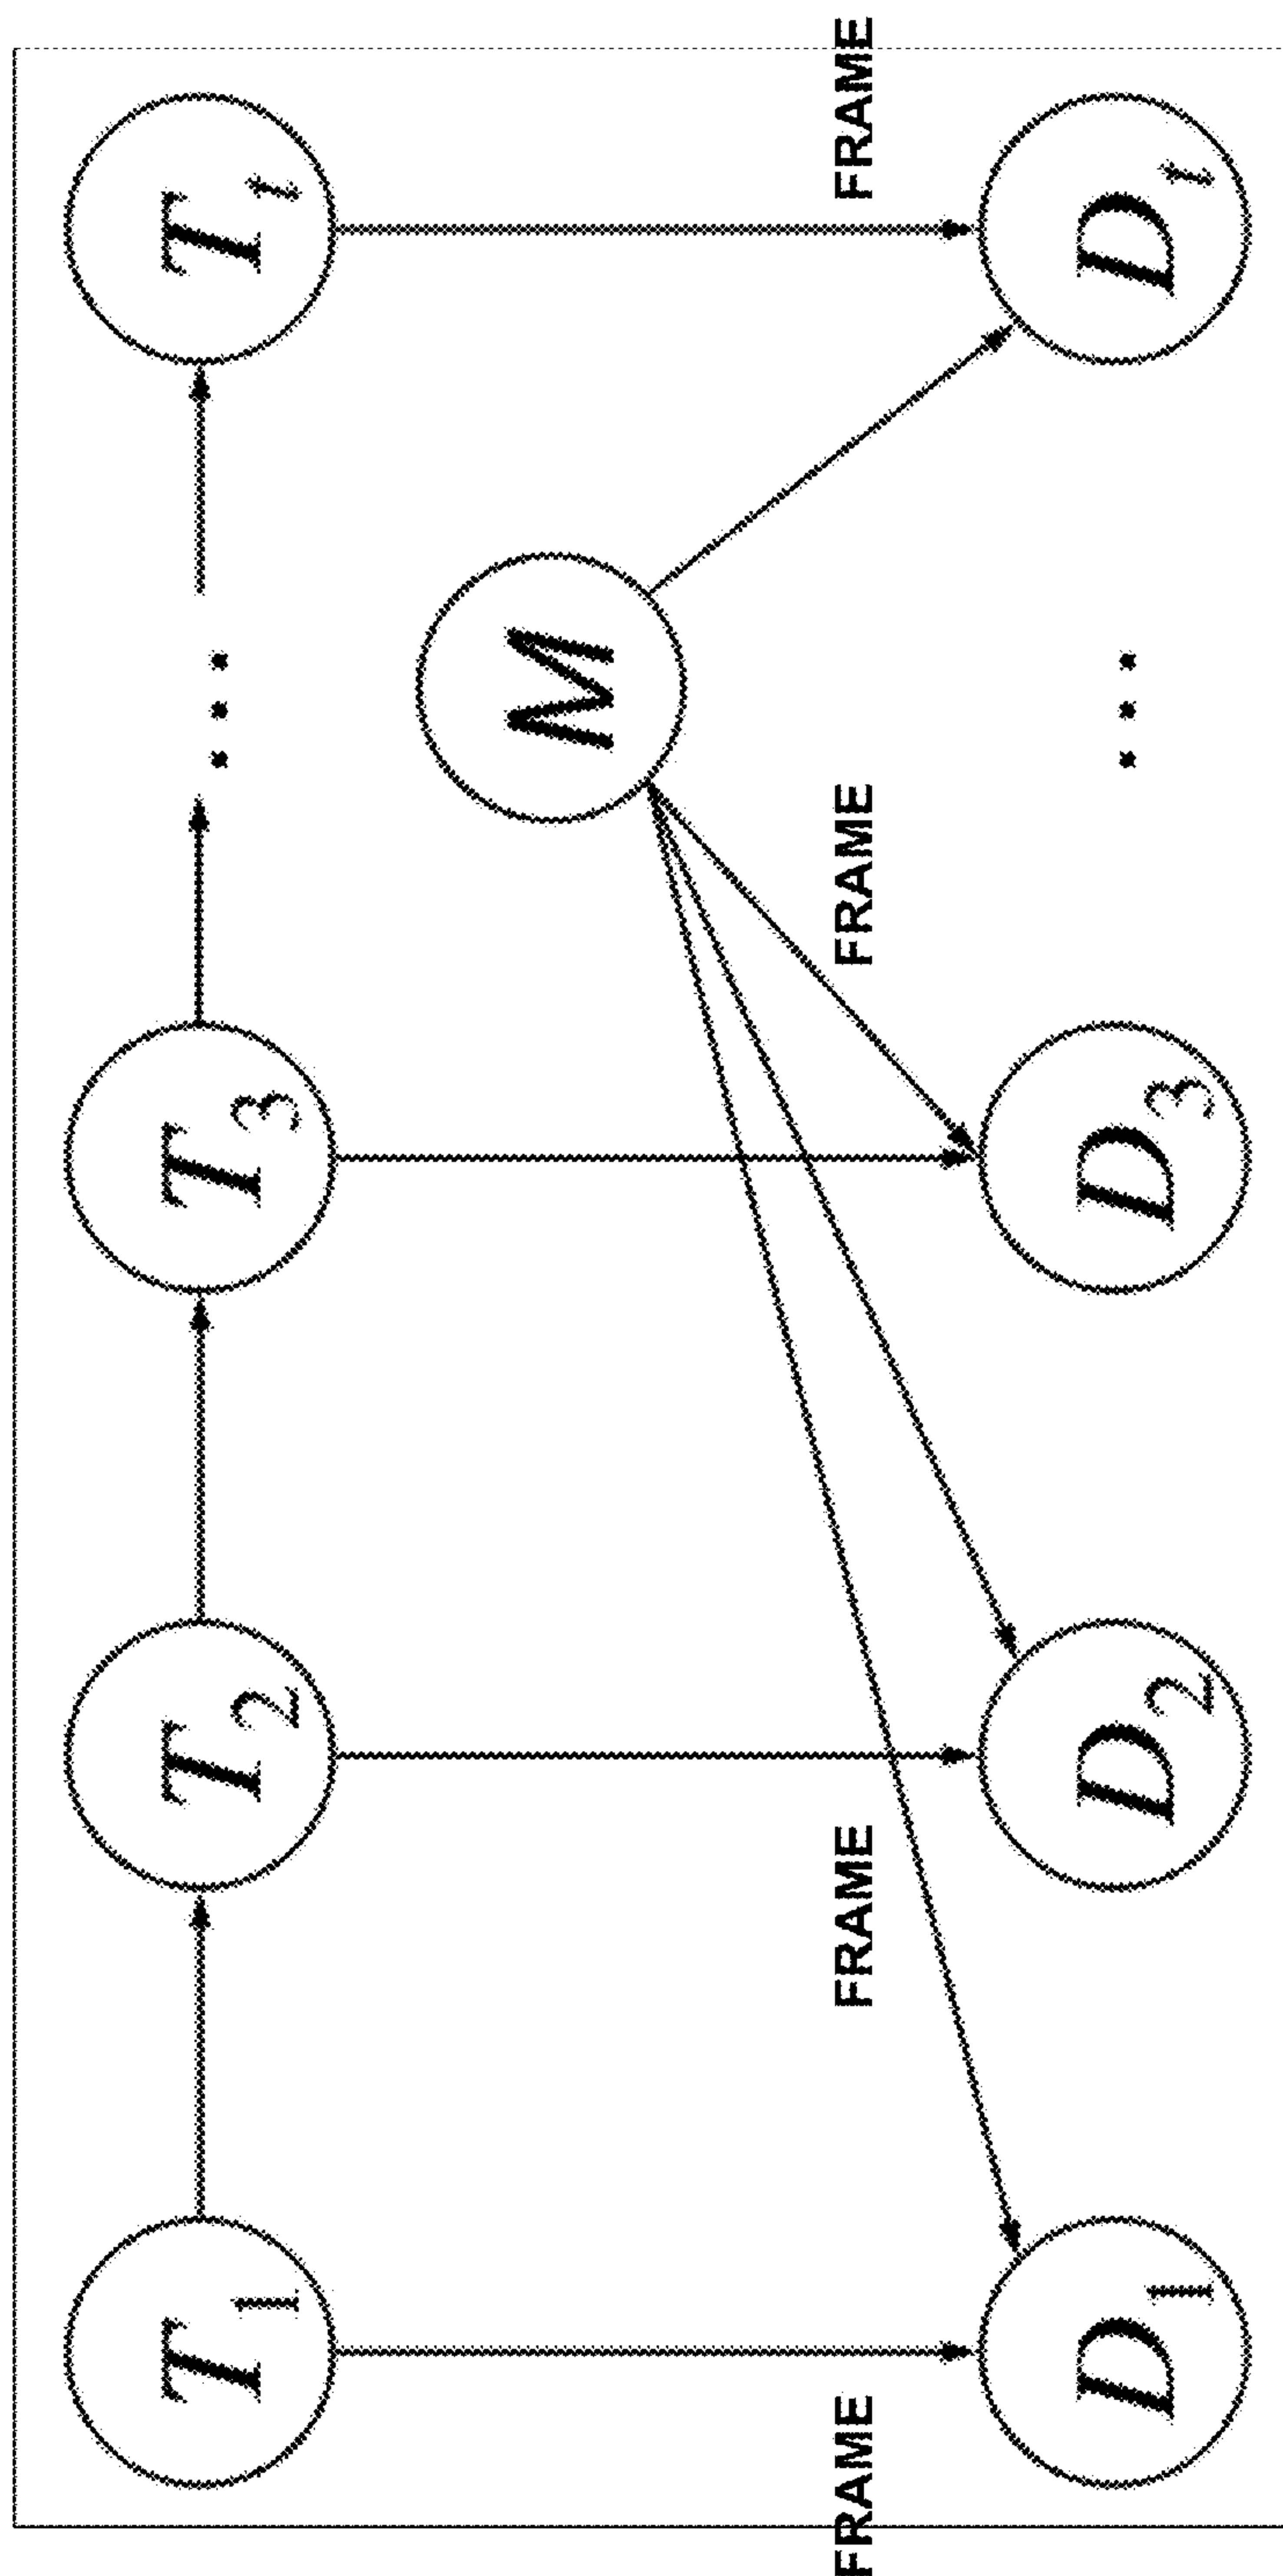 T1 T2 T3 ... Tt
M
FRAME FRAME FRAME FRAME
D1 D2 D3 ... Dt